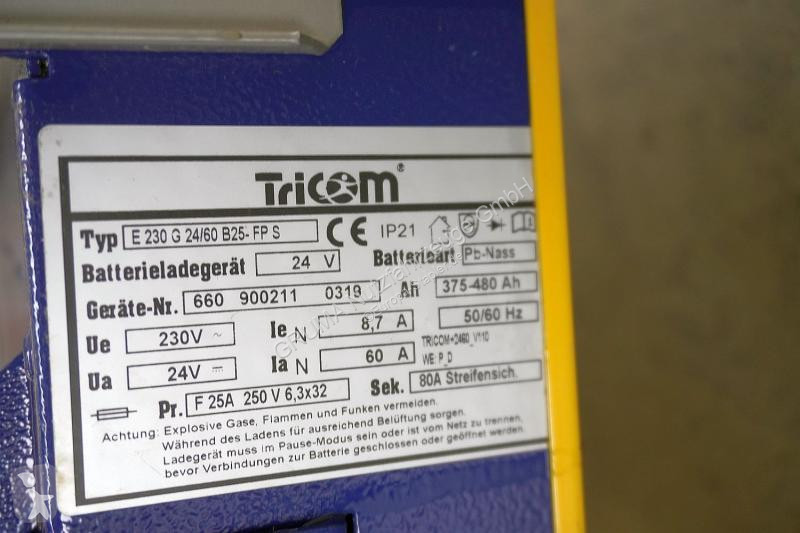 TriCOM®
Typ E 230 G 24/60 B25- FP S CE IP21
Batterieladegerät 24 V Batterieart Pb-Nass
Geräte-Nr. 660 900211 0319 Ah 375-480 Ah
Ue 230V ~ Ie N 8,7 A 50/60 Hz
Ua 24V Ia N 60 A TRICOM+2460_V110
WE: P_D
Pr. F 25A 250 V 6,3x32 Sek. 80A Streifensich.
Achtung: Explosive Gase, Flammen und Funken vermeiden.
Während des Ladens für ausreichend Belüftung sorgen.
Ladegerät muss im Pause-Modus sein oder ist vom Netz zu trennen,
bevor Verbindungen zur Batterie geschlossen oder geöffnet werden.
GRUMA Nutzfahrzeuge GmbH